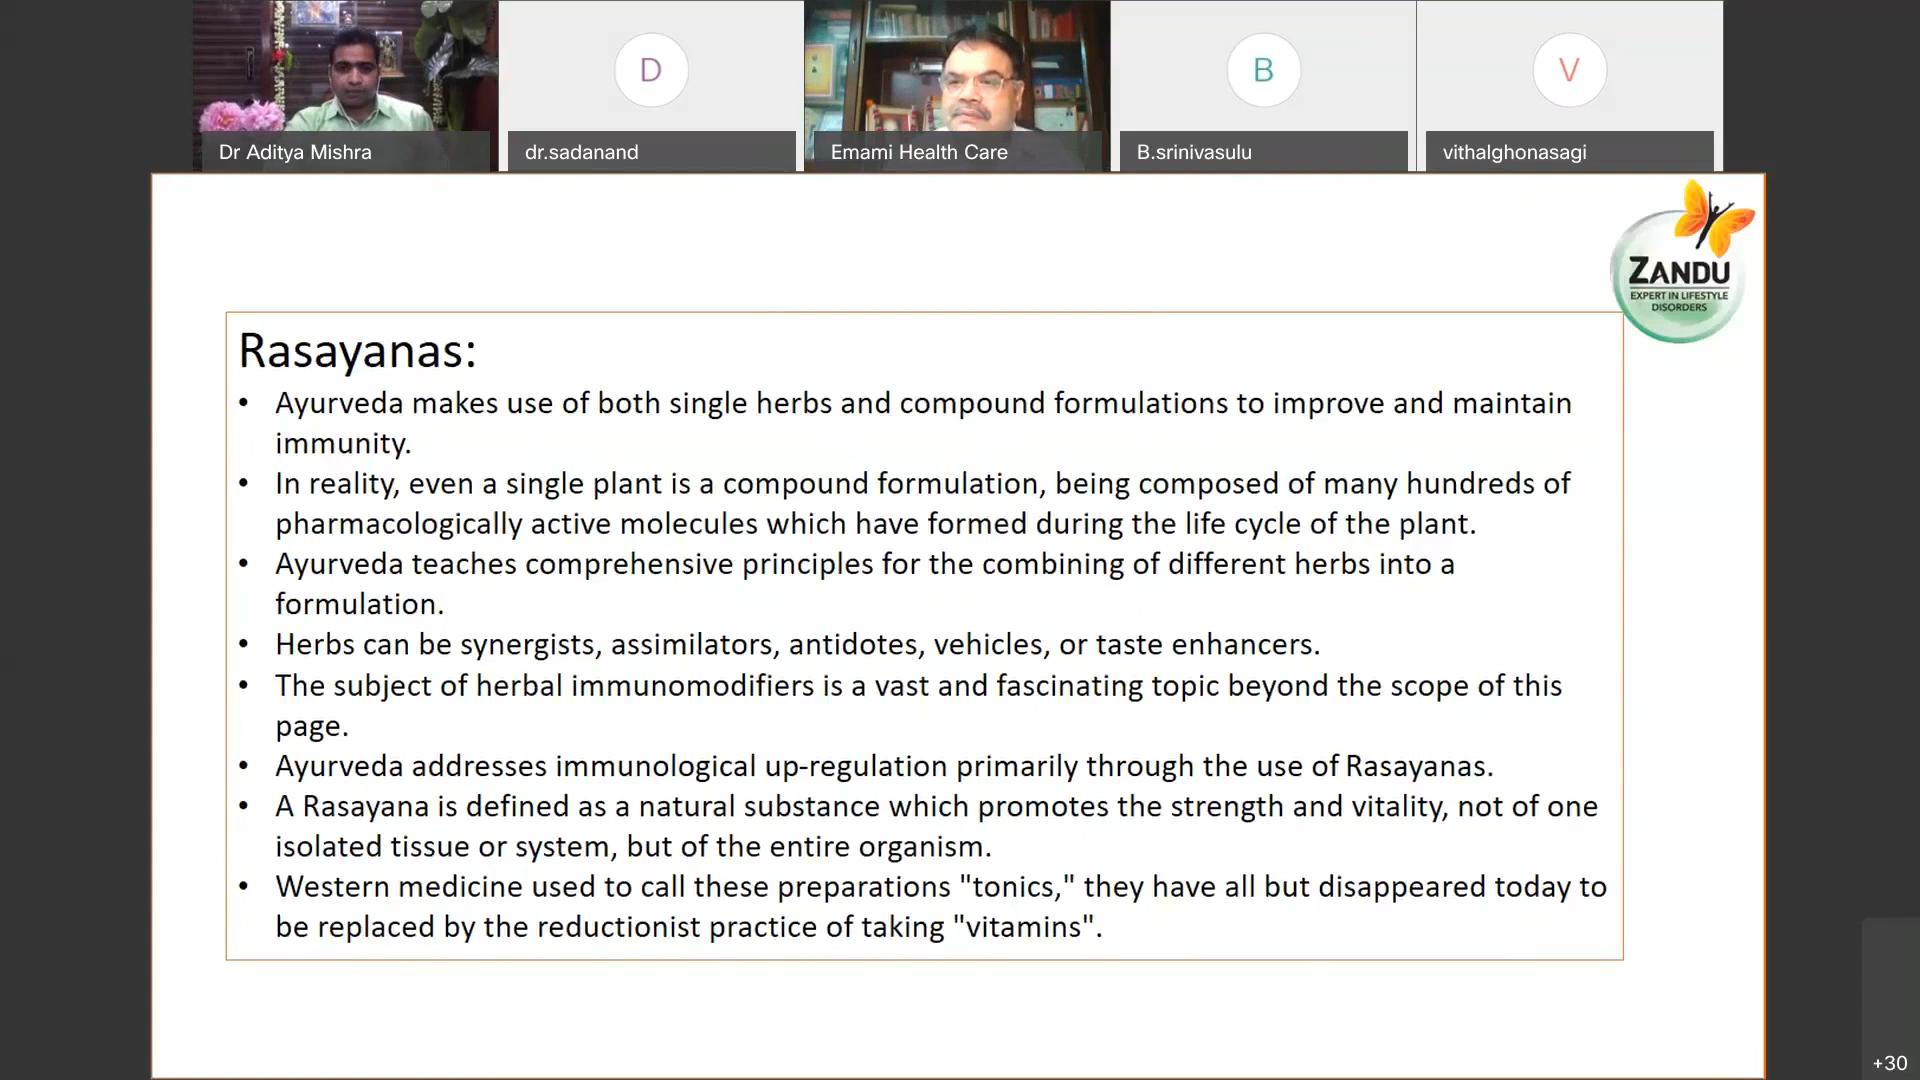 D
B
V
Dr Aditya Mishra
dr.sadanand
Emami Health Care
B.srinivasulu
vithalghonasagi
ZANDU
EXPERT IN LIFESTYLE
DISORDERS
Rasayanas:
• Ayurveda makes use of both single herbs and compound formulations to improve and maintain
immunity.
• In reality, even a single plant is a compound formulation, being composed of many hundreds of
pharmacologically active molecules which have formed during the life cycle of the plant.
• Ayurveda teaches comprehensive principles for the combining of different herbs into a
formulation.
• Herbs can be synergists, assimilators, antidotes, vehicles, or taste enhancers.
• The subject of herbal immunomodifiers is a vast and fascinating topic beyond the scope of this
page.
• Ayurveda addresses immunological up-regulation primarily through the use of Rasayanas.
• A Rasayana is defined as a natural substance which promotes the strength and vitality, not of one
isolated tissue or system, but of the entire organism.
• Western medicine used to call these preparations "tonics," they have all but disappeared today to
be replaced by the reductionist practice of taking "vitamins".
+30